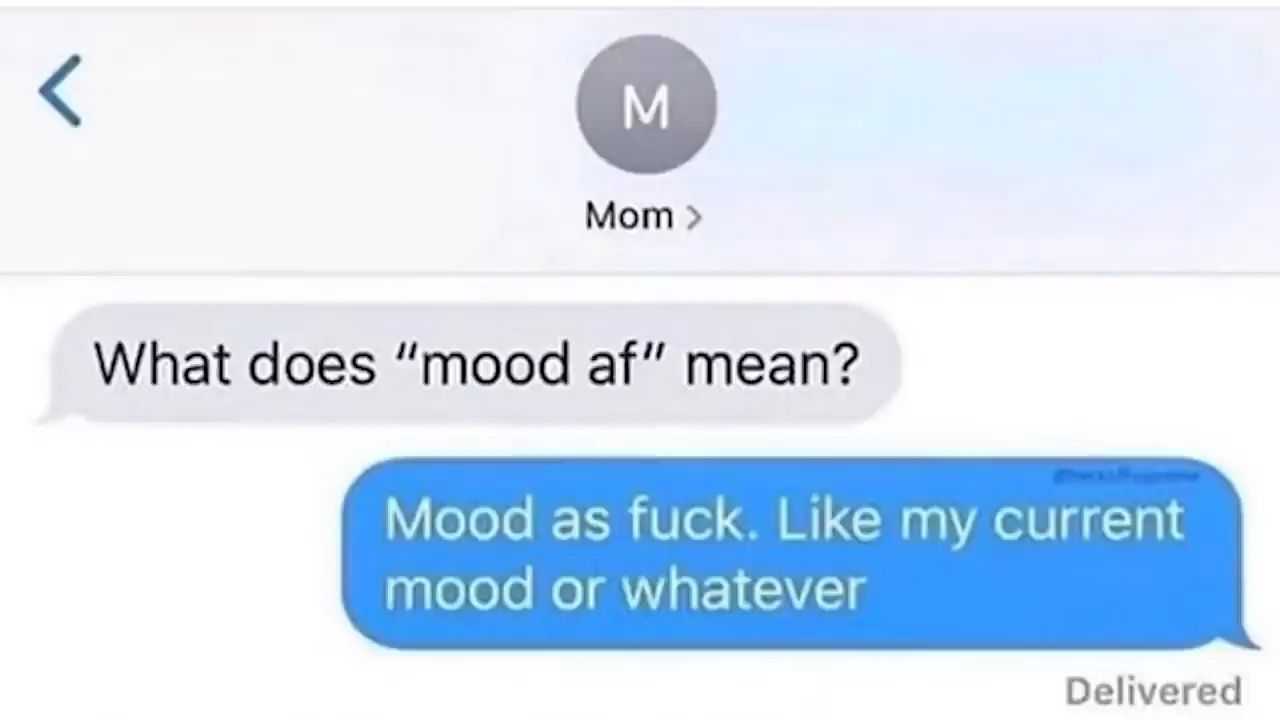 M
Mom >
What does “mood af” mean?
Mood as fuck. Like my current
mood or whatever
Delivered